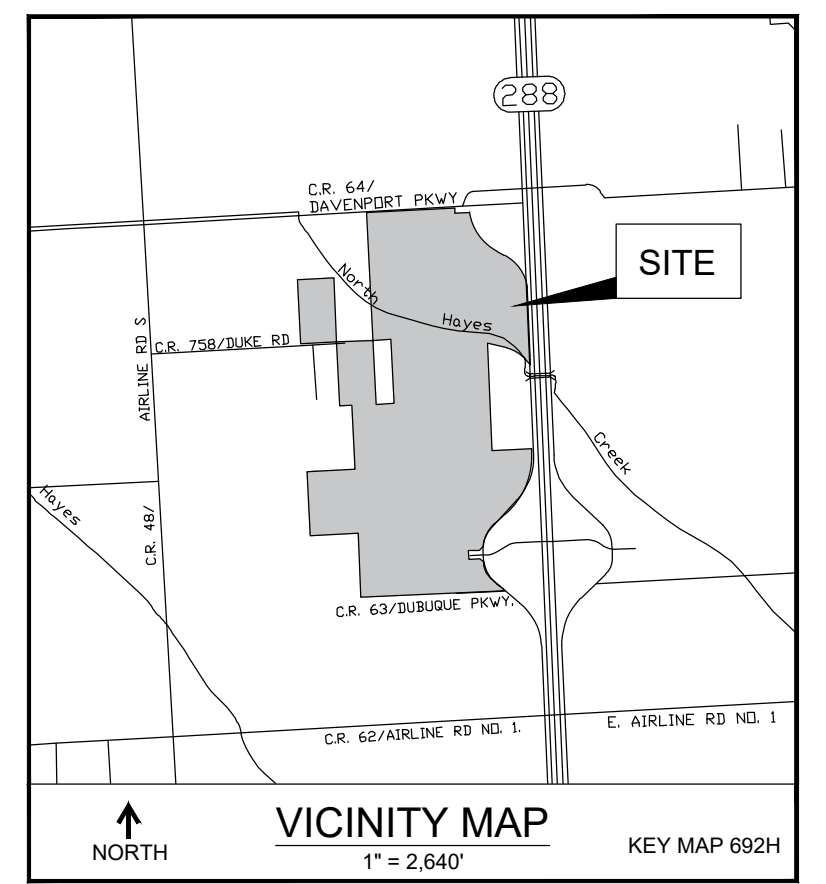 288
C.R. 64/
DAVENPORT PKWY
SITE
North
Hayes
C.R. 758/DUKE RD
AIRLINE RD S
Creek
Hayes
C.R. 48/
C.R. 63/DUBUQUE PKWY.
C.R. 62/AIRLINE RD NO. 1.
E. AIRLINE RD NO. 1
NORTH
VICINITY MAP
1" = 2,640'
KEY MAP 692H